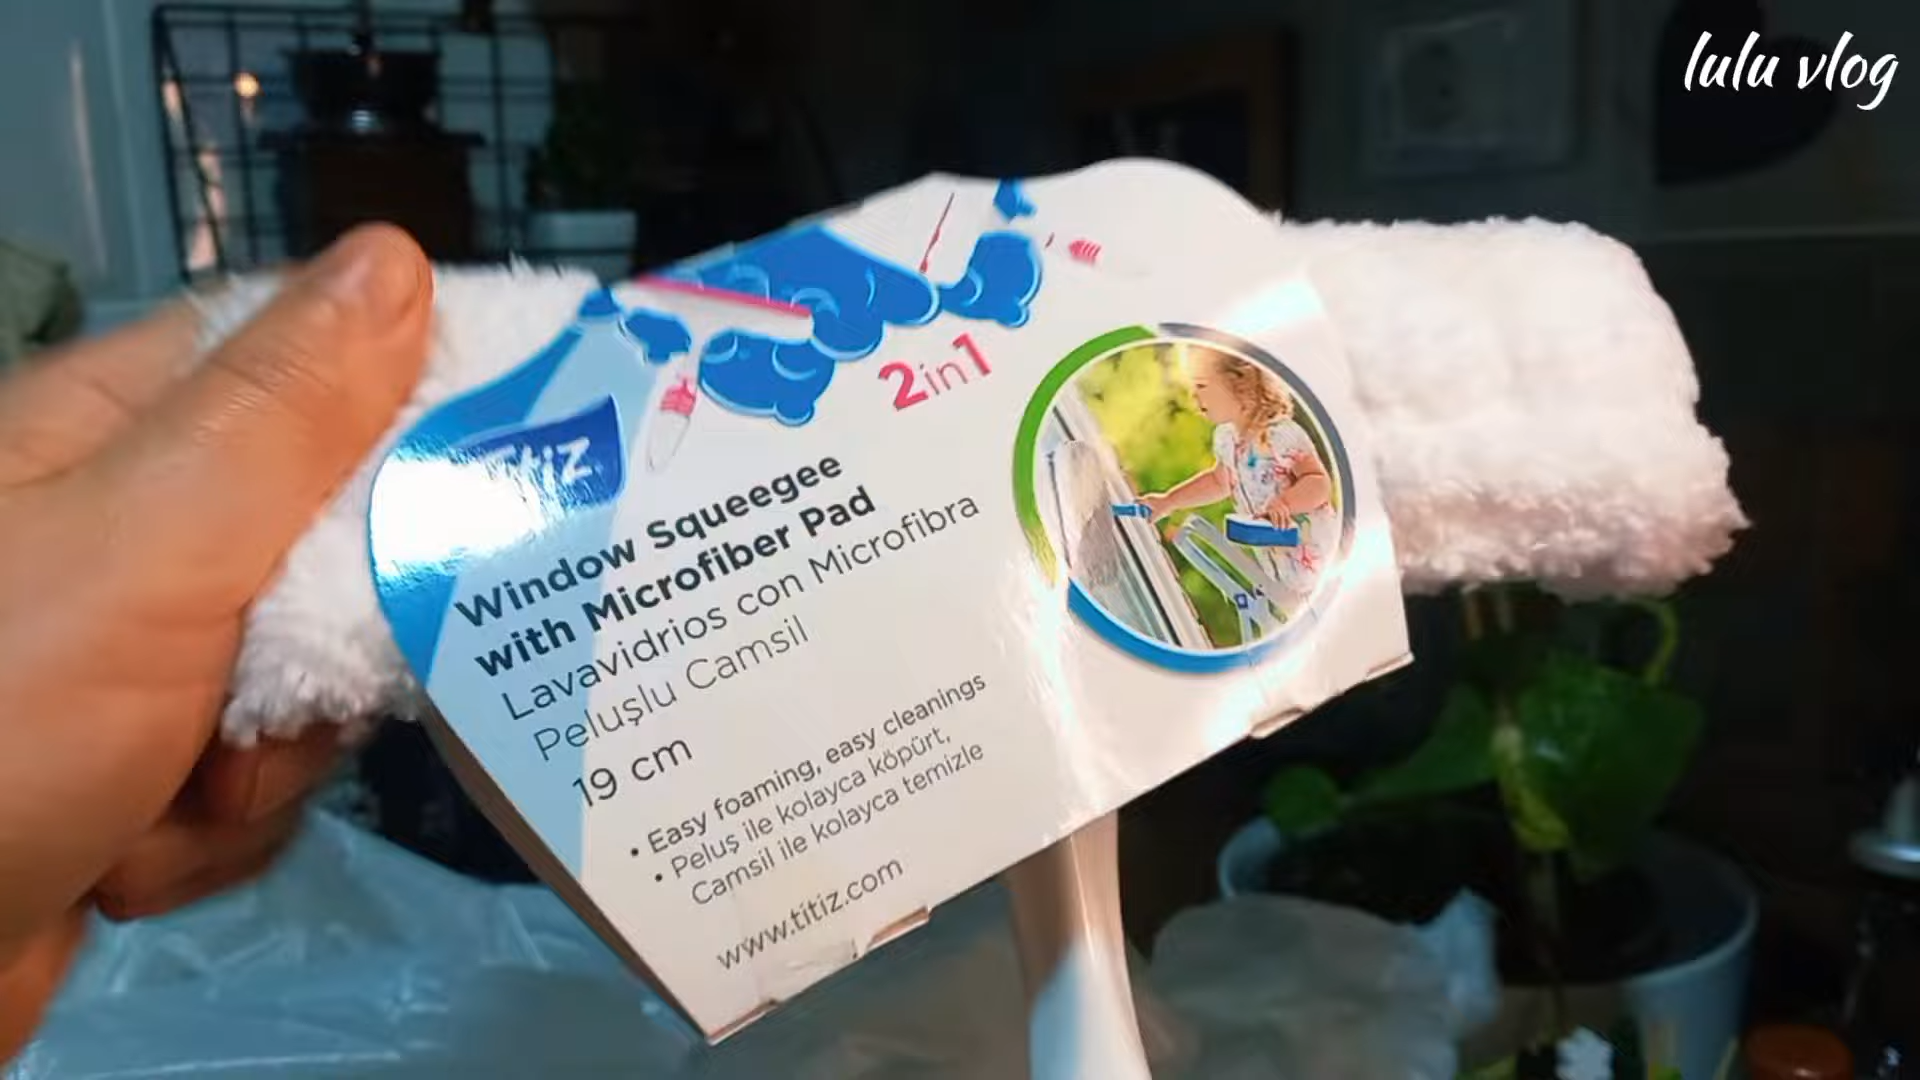 lulu vlog
2in1
titiz
Window Squeegee
with Microfiber Pad
Lavavidrios con Microfibra
Peluşlu Camsil
19 cm
• Easy foaming, easy cleanings
• Peluş ile kolayca köpürt,
Camsil ile kolayca temizle
www.titiz.com